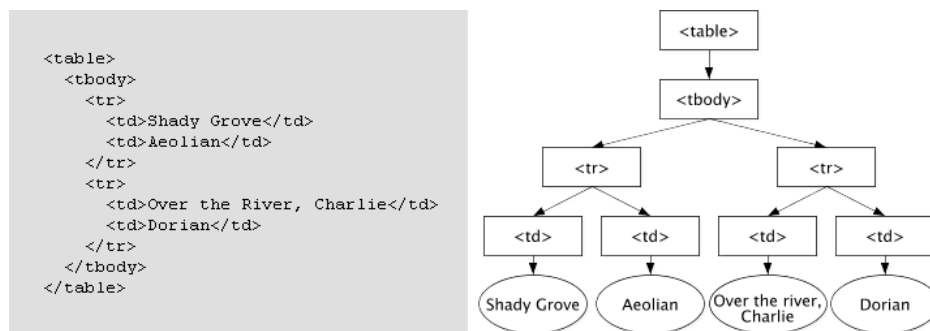 <table>
<tbody>
<tr>
<td>Shady Grove</td>
<td>Aeolian</td>
</tr>
<tr>
<td>Over the River, Charlie</td>
<td>Dorian</td>
</tr>
</tbody>
</table>
<table>
<tbody>
<tr> <tr>
<td> <td> <td> <td>
Shady Grove Aeolian Over the river, Dorian
Charlie